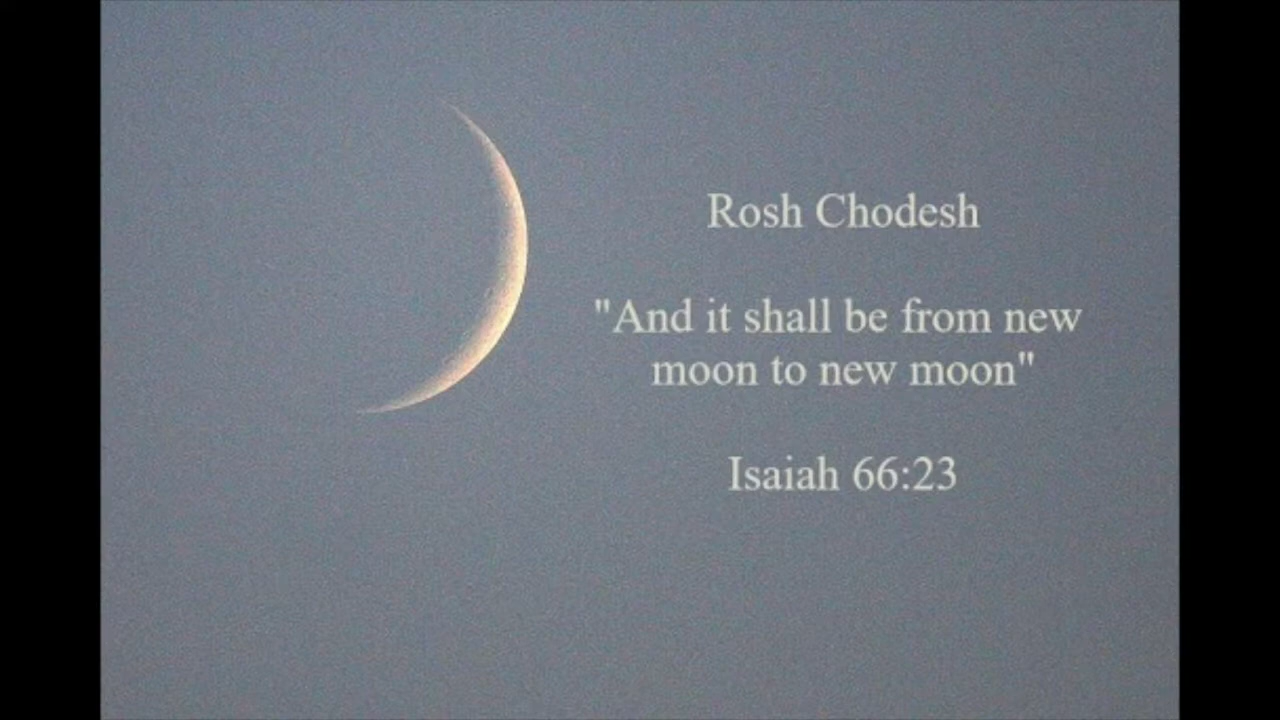 Rosh Chodesh
"And it shall be from new
moon to new moon"
Isaiah 66:23